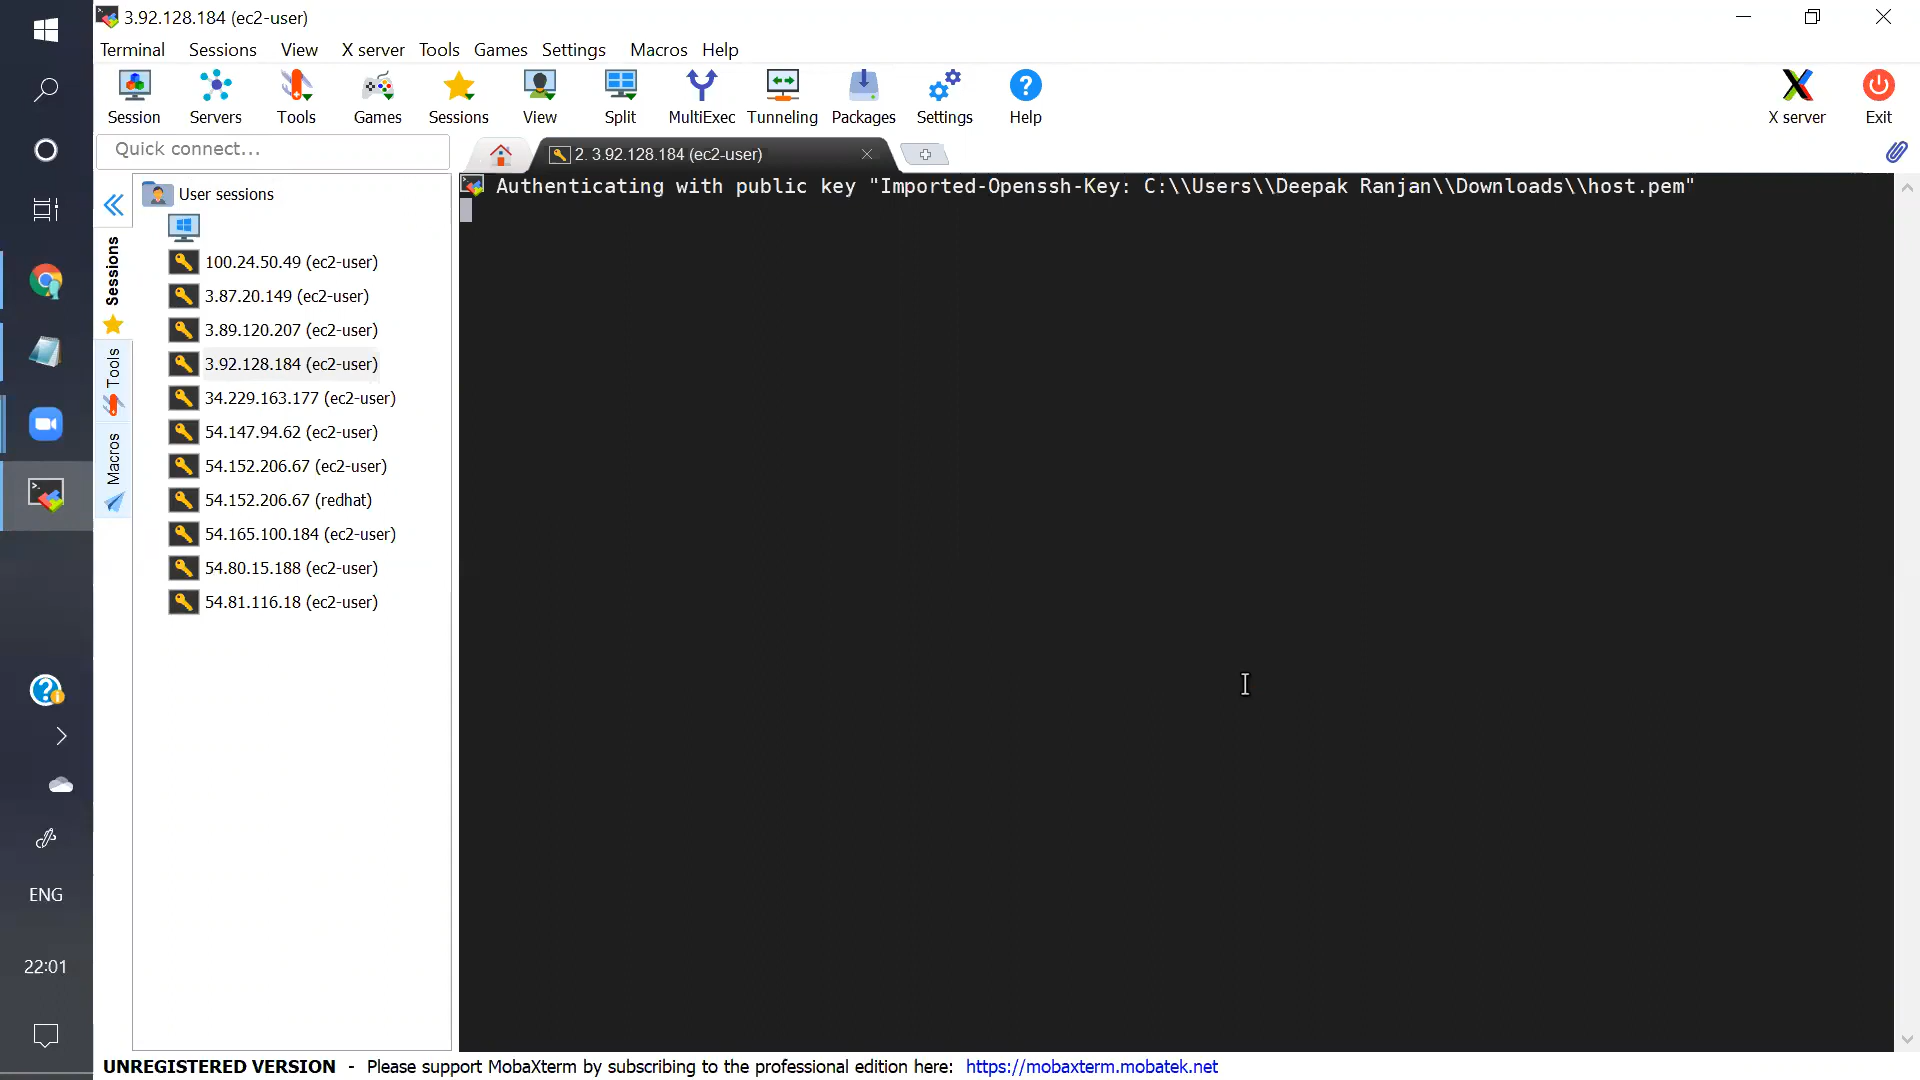 3.92.128.184 (ec2-user)
Terminal Sessions View X server Tools Games Settings Macros Help
Session Servers Tools Games Sessions View Split MultiExec Tunneling Packages Settings Help X server Exit
Quick connect...
2. 3.92.128.184 (ec2-user)
Authenticating with public key "Imported-Openssh-Key: C:\\Users\\Deepak Ranjan\\Downloads\\host.pem"
Sessions
Tools
Macros
User sessions
100.24.50.49 (ec2-user)
3.87.20.149 (ec2-user)
3.89.120.207 (ec2-user)
3.92.128.184 (ec2-user)
34.229.163.177 (ec2-user)
54.147.94.62 (ec2-user)
54.152.206.67 (ec2-user)
54.152.206.67 (redhat)
54.165.100.184 (ec2-user)
54.80.15.188 (ec2-user)
54.81.116.18 (ec2-user)
ENG
22:01
UNREGISTERED VERSION - Please support MobaXterm by subscribing to the professional edition here: https://mobaxterm.mobatek.net